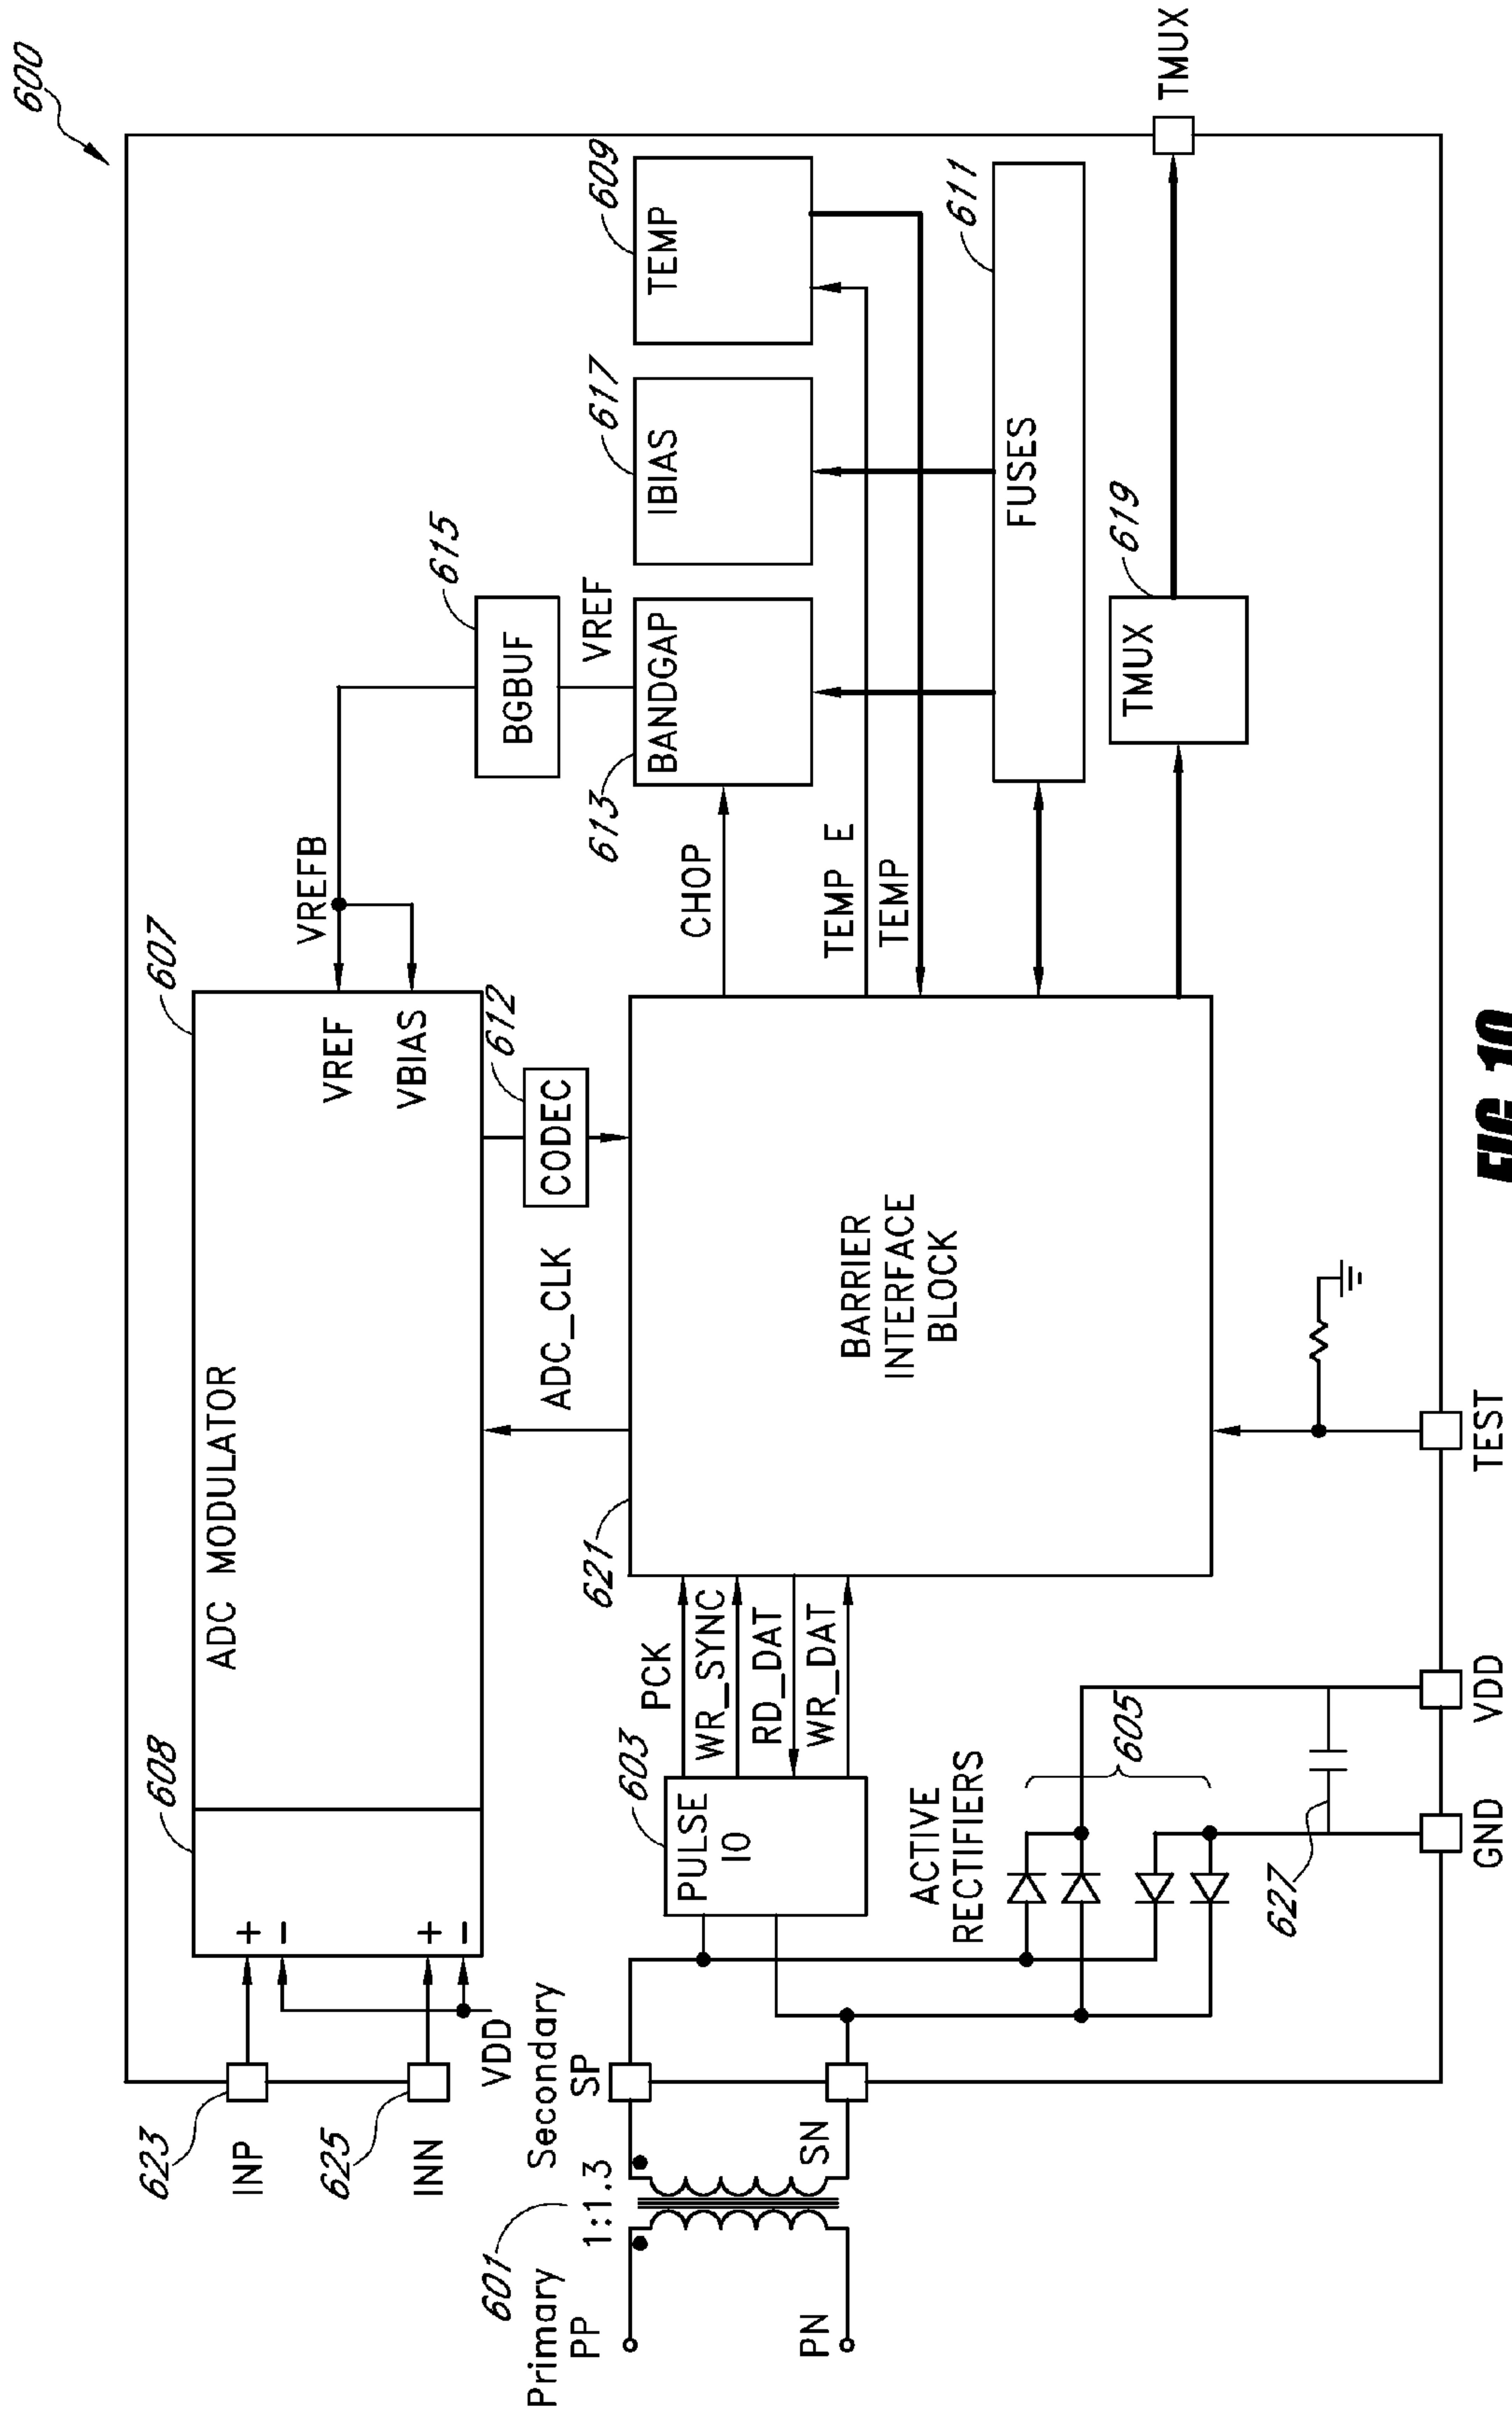 600
623
INP
625
INN
VDD
608
+
−
+
−
ADC MODULATOR
607
VREF
VBIAS
VREFB
615
BGBUF
VREF
612
CODEC
ADC_CLK
601
Primary
Secondary
1:1.3
PP
PN
SP
SN
603
PULSE
IO
PCK
WR_SYNC
RD_DAT
WR_DAT
621
BARRIER
INTERFACE
BLOCK
CHOP
613
BANDGAP
617
IBIAS
609
TEMP
TEMP E
TEMP
611
FUSES
619
TMUX
TMUX
ACTIVE
RECTIFIERS
605
627
GND
VDD
TEST
FIG. 10